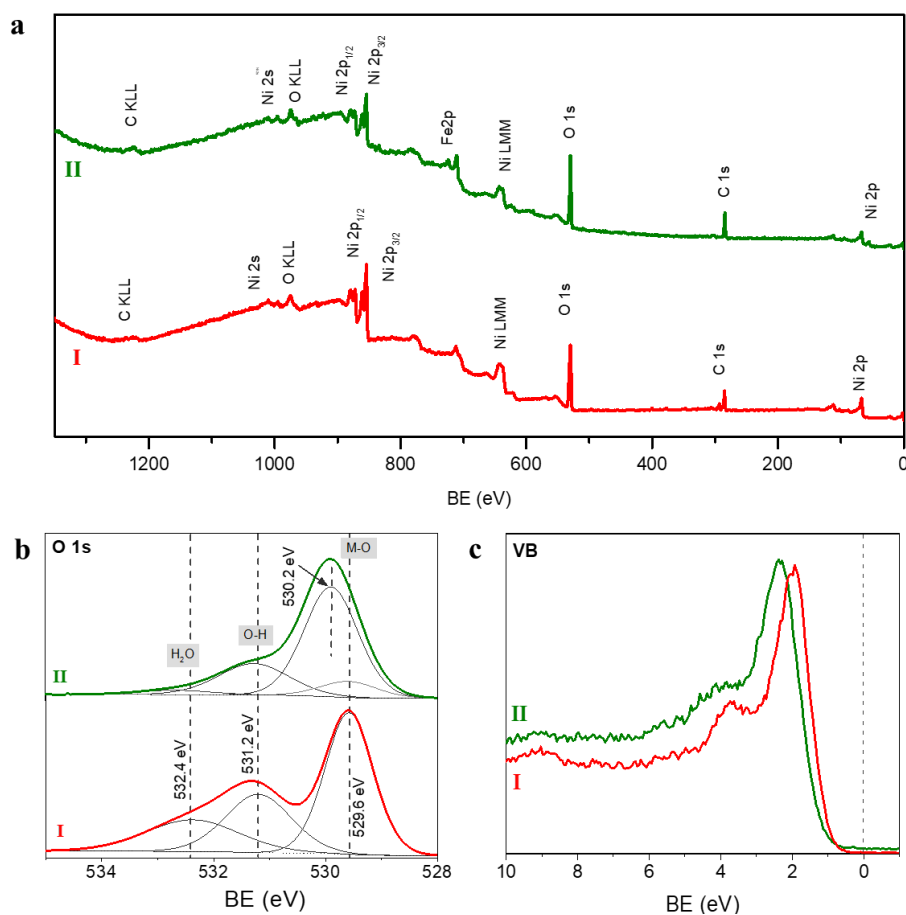 a
C KLL
Ni 2s
O KLL
Ni 2p1/2
Ni 2p3/2
Fe2p
Ni LMM
O 1s
C 1s
Ni 2p
II
C KLL
Ni 2s
O KLL
Ni 2p1/2
Ni 2p3/2
Ni LMM
O 1s
C 1s
Ni 2p
I
1200 1000 800 600 400 200 0
BE (eV)
b O 1s
M-O
530.2 eV
O-H
H2O
II
532.4 eV
531.2 eV
529.6 eV
I
534 532 530 528
BE (eV)
c VB
II
I
10 8 6 4 2 0
BE (eV)